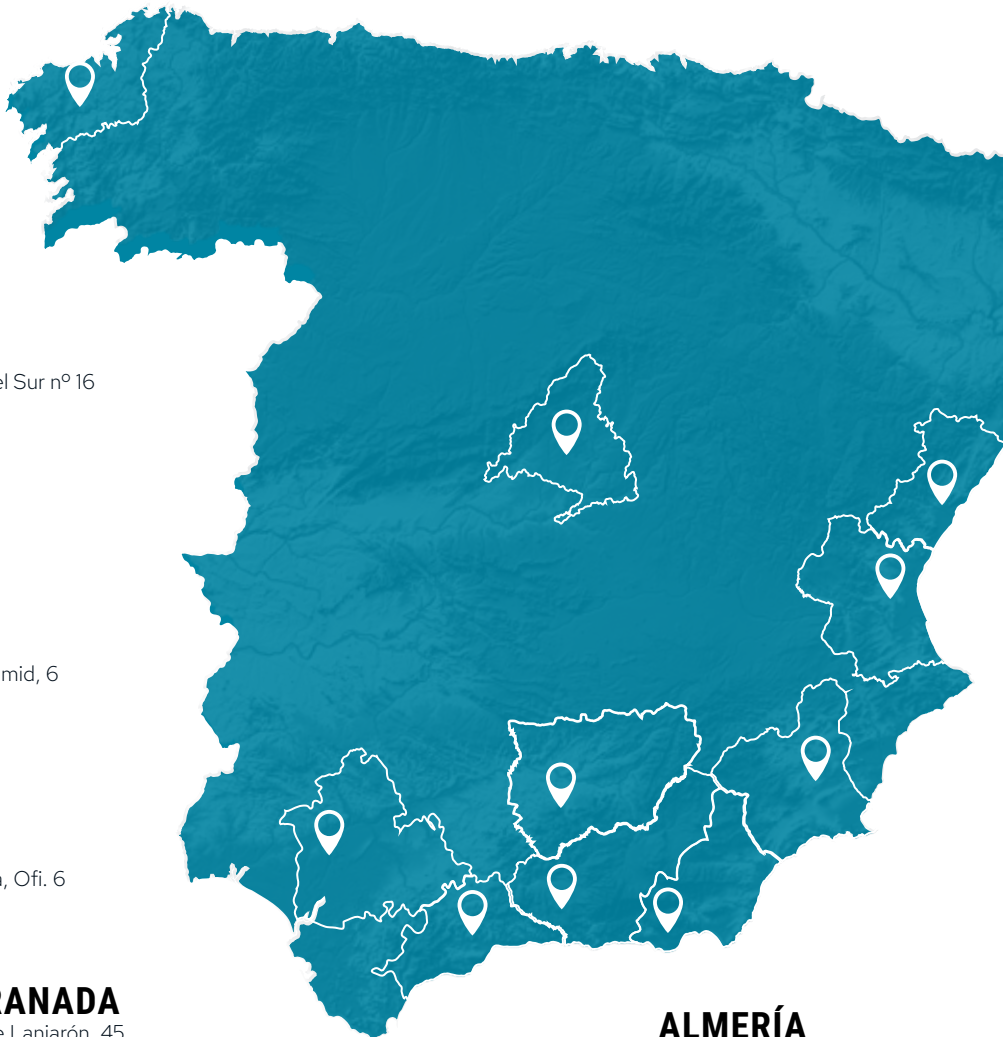 el Sur nº 16
mid, 6
, Ofi. 6
RANADA
e Lanjarón, 45
ALMERÍA